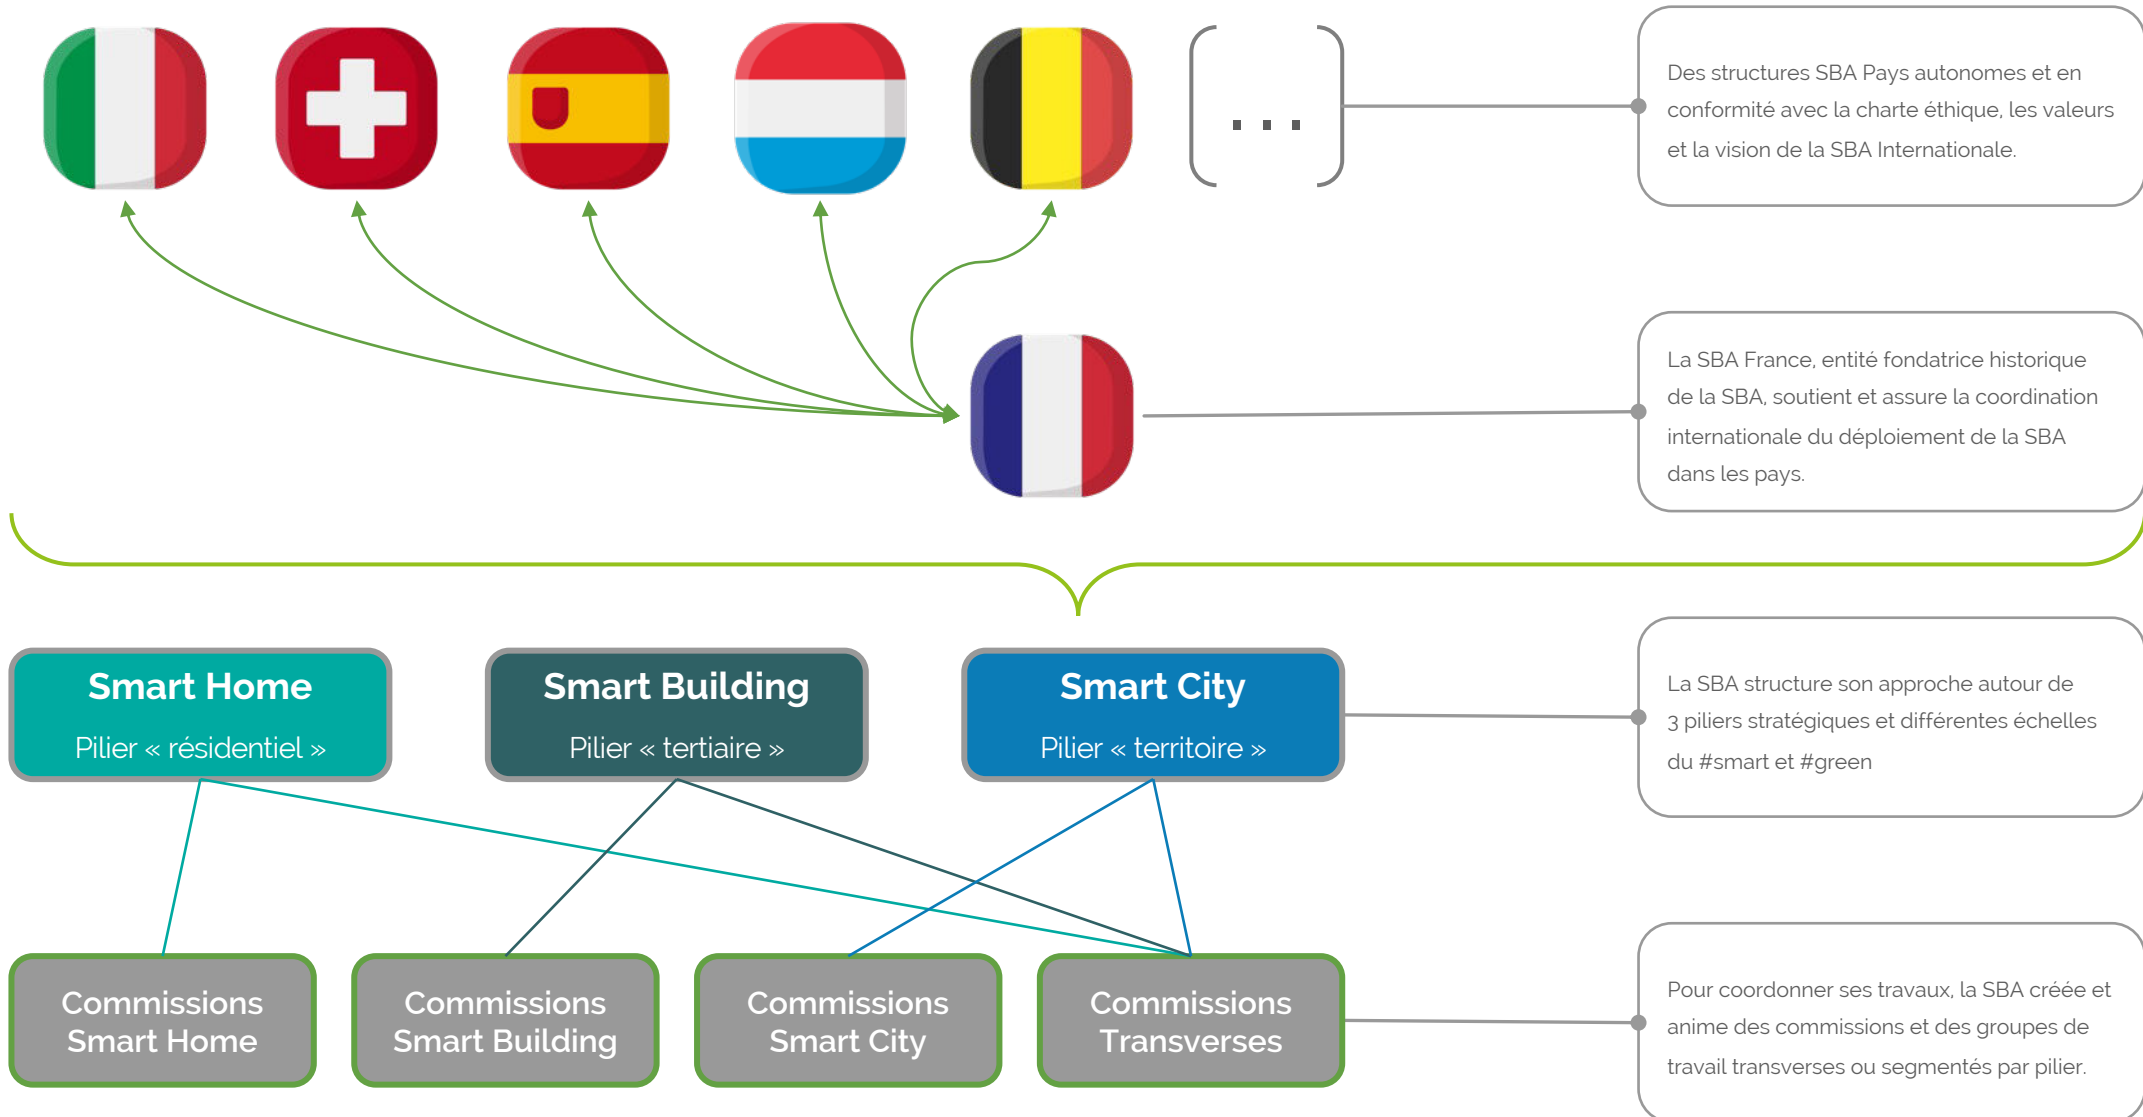 ...
Des structures SBA Pays autonomes et en
conformité avec la charte éthique, les valeurs
et la vision de la SBA Internationale.
La SBA France, entité fondatrice historique
de la SBA, soutient et assure la coordination
internationale du déploiement de la SBA
dans les pays.
Smart Home
Pilier « résidentiel »
Smart Building
Pilier « tertiaire »
Smart City
Pilier « territoire »
La SBA structure son approche autour de
3 piliers stratégiques et différentes échelles
du #smart et #green
Commissions
Smart Home
Commissions
Smart Building
Commissions
Smart City
Commissions
Transverses
Pour coordonner ses travaux, la SBA créée et
anime des commissions et des groupes de
travail transverses ou segmentés par pilier.